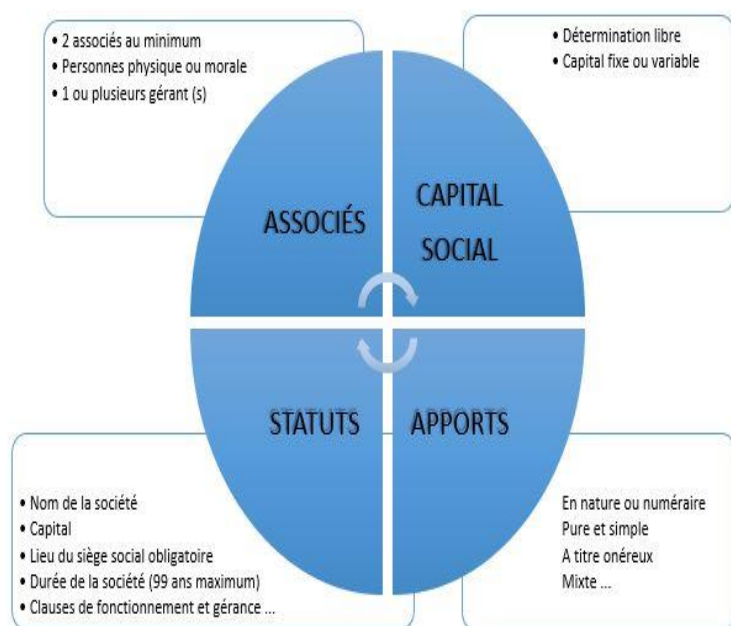 • 2 associés au minimum
• Personnes physique ou morale
• 1 ou plusieurs gérant (s)
• Détermination libre
• Capital fixe ou variable
ASSOCIÉS
CAPITAL
SOCIAL
STATUTS
APPORTS
• Nom de la société
• Capital
• Lieu du siège social obligatoire
• Durée de la société (99 ans maximum)
• Clauses de fonctionnement et gérance ...
En nature ou numéraire
Pure et simple
A titre onéreux
Mixte ...